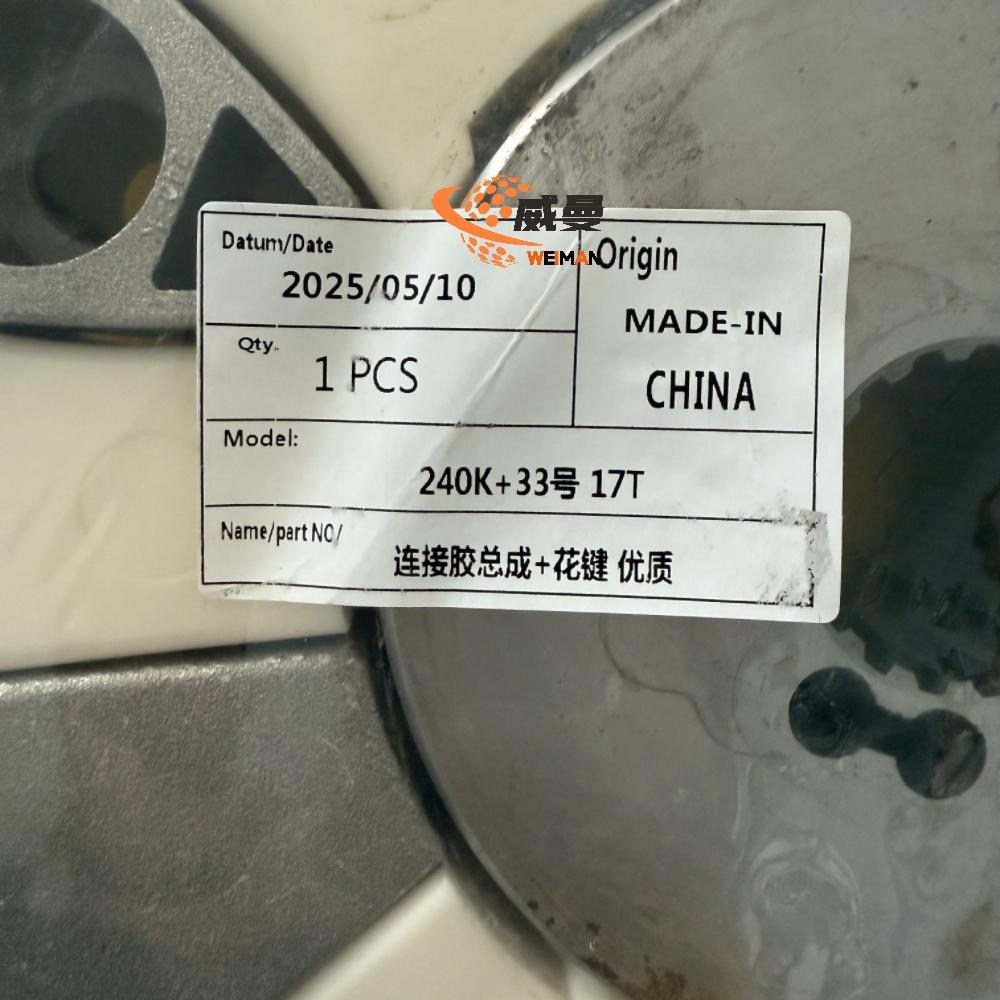 威曼
WEIMAN
Datum/Date
2025/05/10
Origin
MADE-IN
CHINA
Qty.
1 PCS
Model:
240K+33号 17T
Name/part NO/
连接胶总成+花键 优质